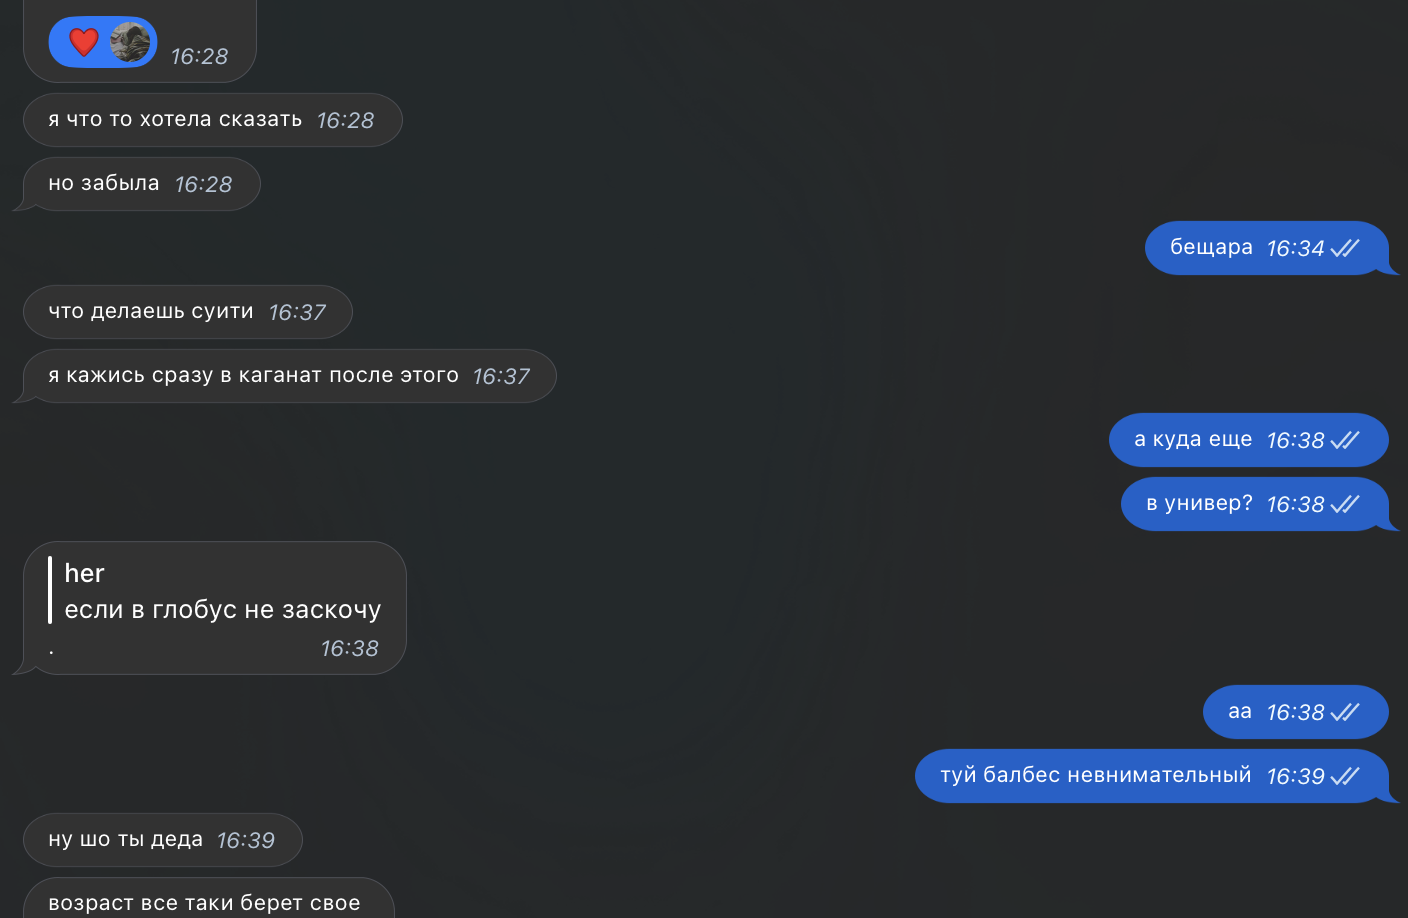 ❤️ 16:28
я что то хотела сказать 16:28
но забыла 16:28
бещара 16:34
что делаешь суити 16:37
я кажись сразу в каганат после этого 16:37
а куда еще 16:38
в универ? 16:38
her
если в глобус не заскочу
. 16:38
аа 16:38
туй балбес невнимательный 16:39
ну шо ты деда 16:39
возраст все таки берет свое